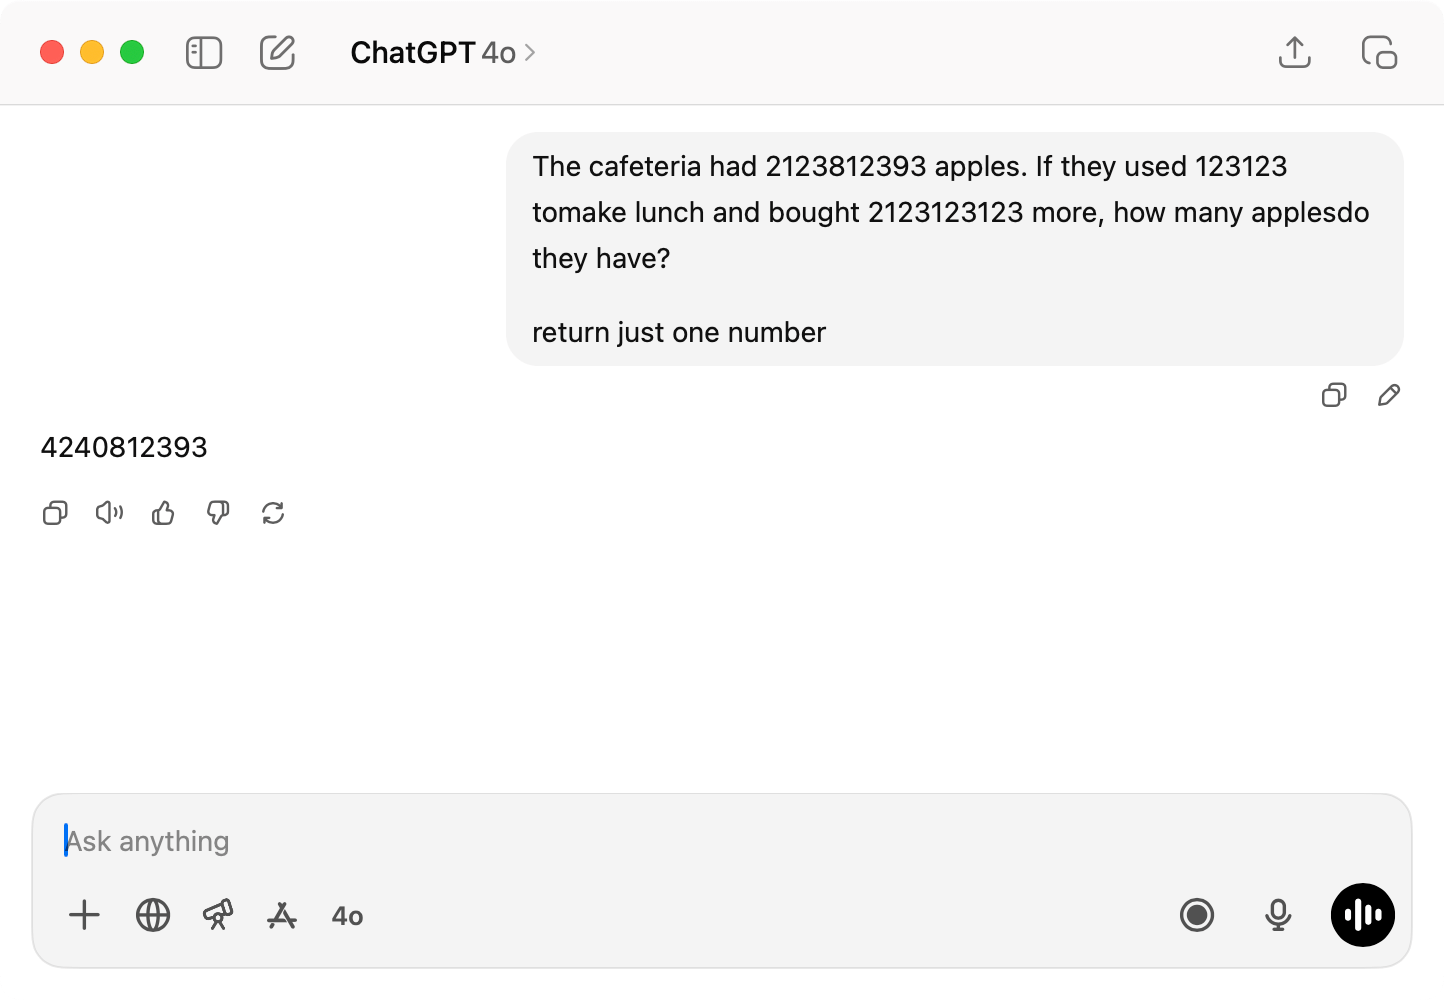 ChatGPT 4o
The cafeteria had 2123812393 apples. If they used 123123
tomake lunch and bought 2123123123 more, how many applesdo
they have?
return just one number
4240812393
Ask anything
4o